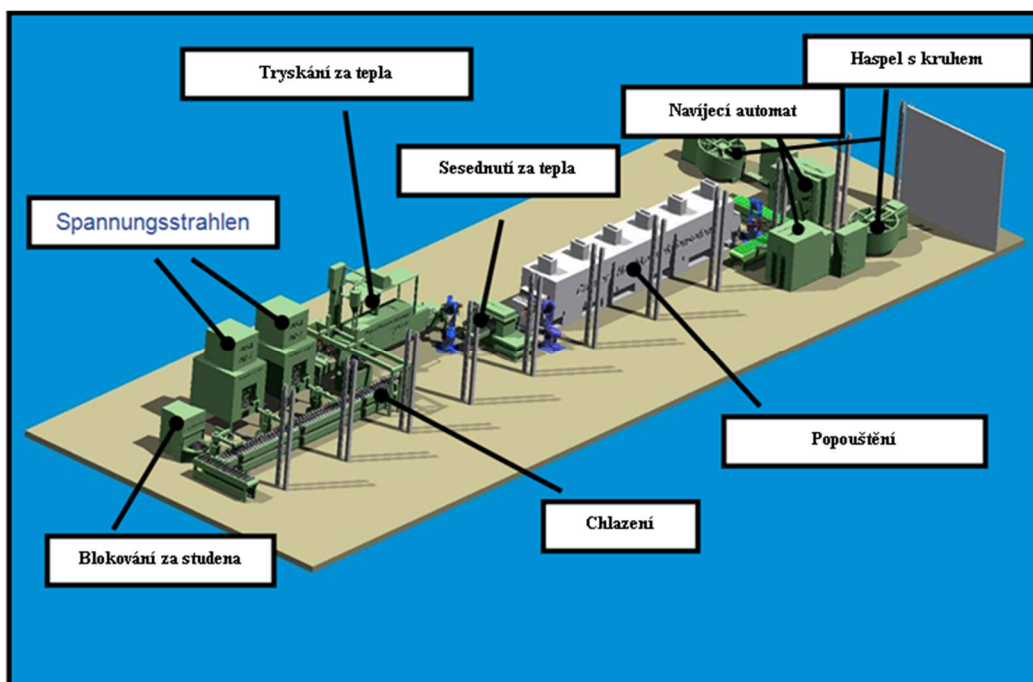 Haspel s kruhem
Tryskání za tepla
Navíjecí automat
Sesednutí za tepla
Spannungsstrahlen
Popouštění
Chlazení
Blokování za studena